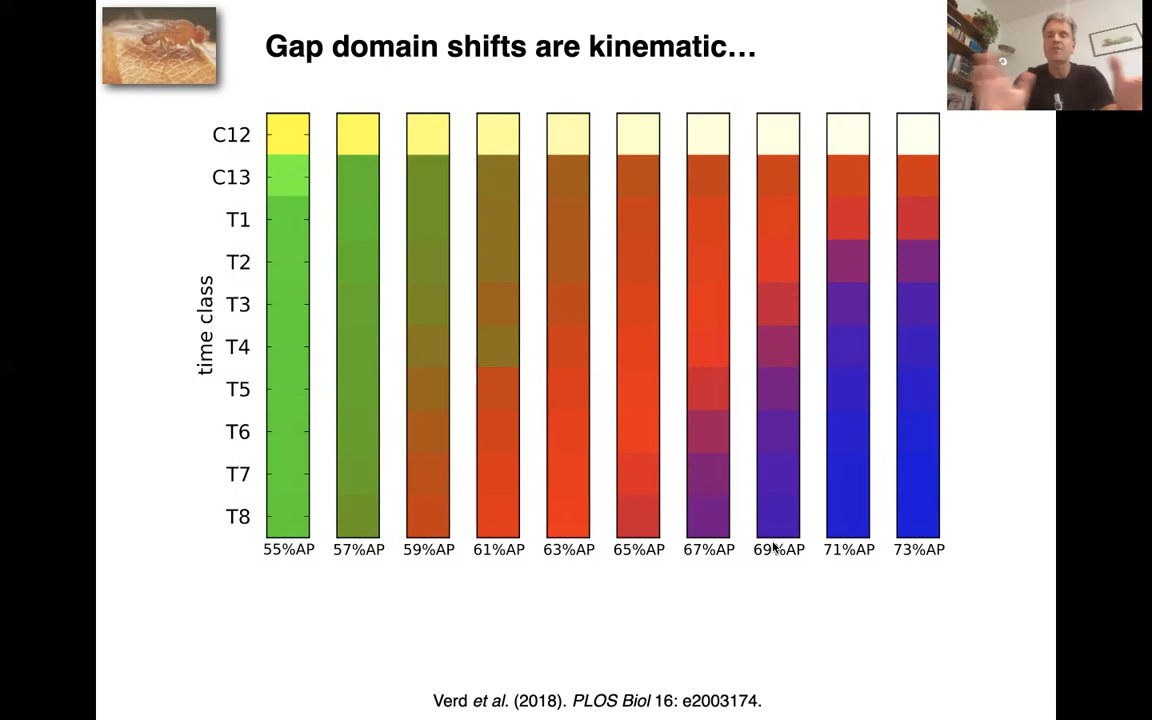 Gap domain shifts are kinematic…
time class
C12
C13
T1
T2
T3
T4
T5
T6
T7
T8
55%AP 57%AP 59%AP 61%AP 63%AP 65%AP 67%AP 69%AP 71%AP 73%AP
Verd et al. (2018). PLOS Biol 16: e2003174.